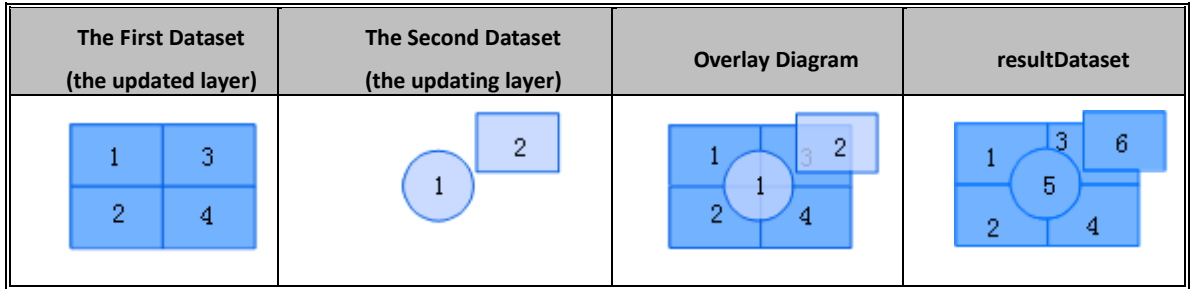 The First Dataset
(the updated layer)
The Second Dataset
(the updating layer)
Overlay Diagram
resultDataset
1 3
2 4
2
1
1 3 2
1
2 4
1 3 6
5
2 4